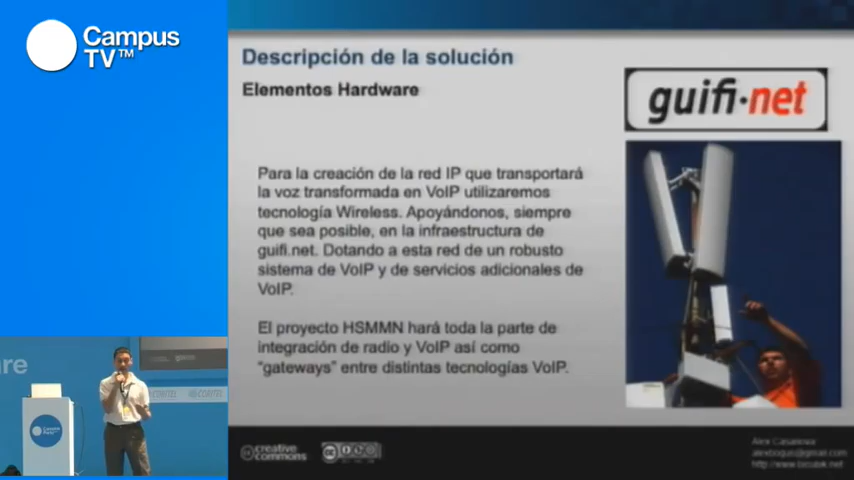 Campus
TV™
Descripción de la solución
Elementos Hardware
guifi·net
Para la creación de la red IP que transportará
la voz transformada en VoIP utilizaremos
tecnología Wireless. Apoyándonos, siempre
que sea posible, en la infraestructura de
guifi.net. Dotando a esta red de un robusto
sistema de VoIP y de servicios adicionales de
VoIP.
El proyecto HSMMN hará toda la parte de
integración de radio y VoIP así como
“gateways” entre distintas tecnologías VoIP.
creative
commons
Alex Casanova